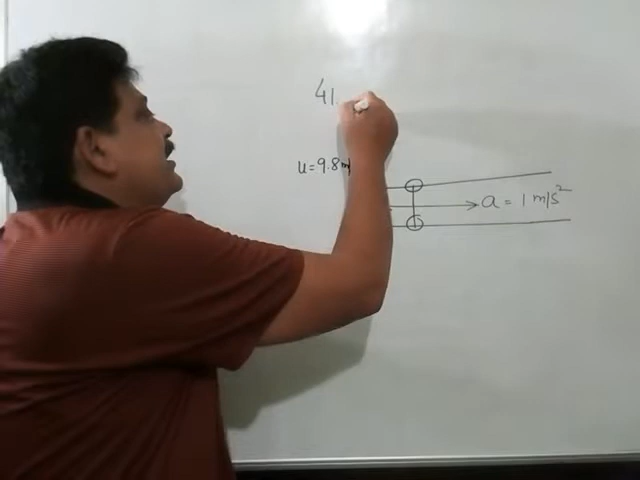 41.
u = 9.8 m/
a = 1 m/s²